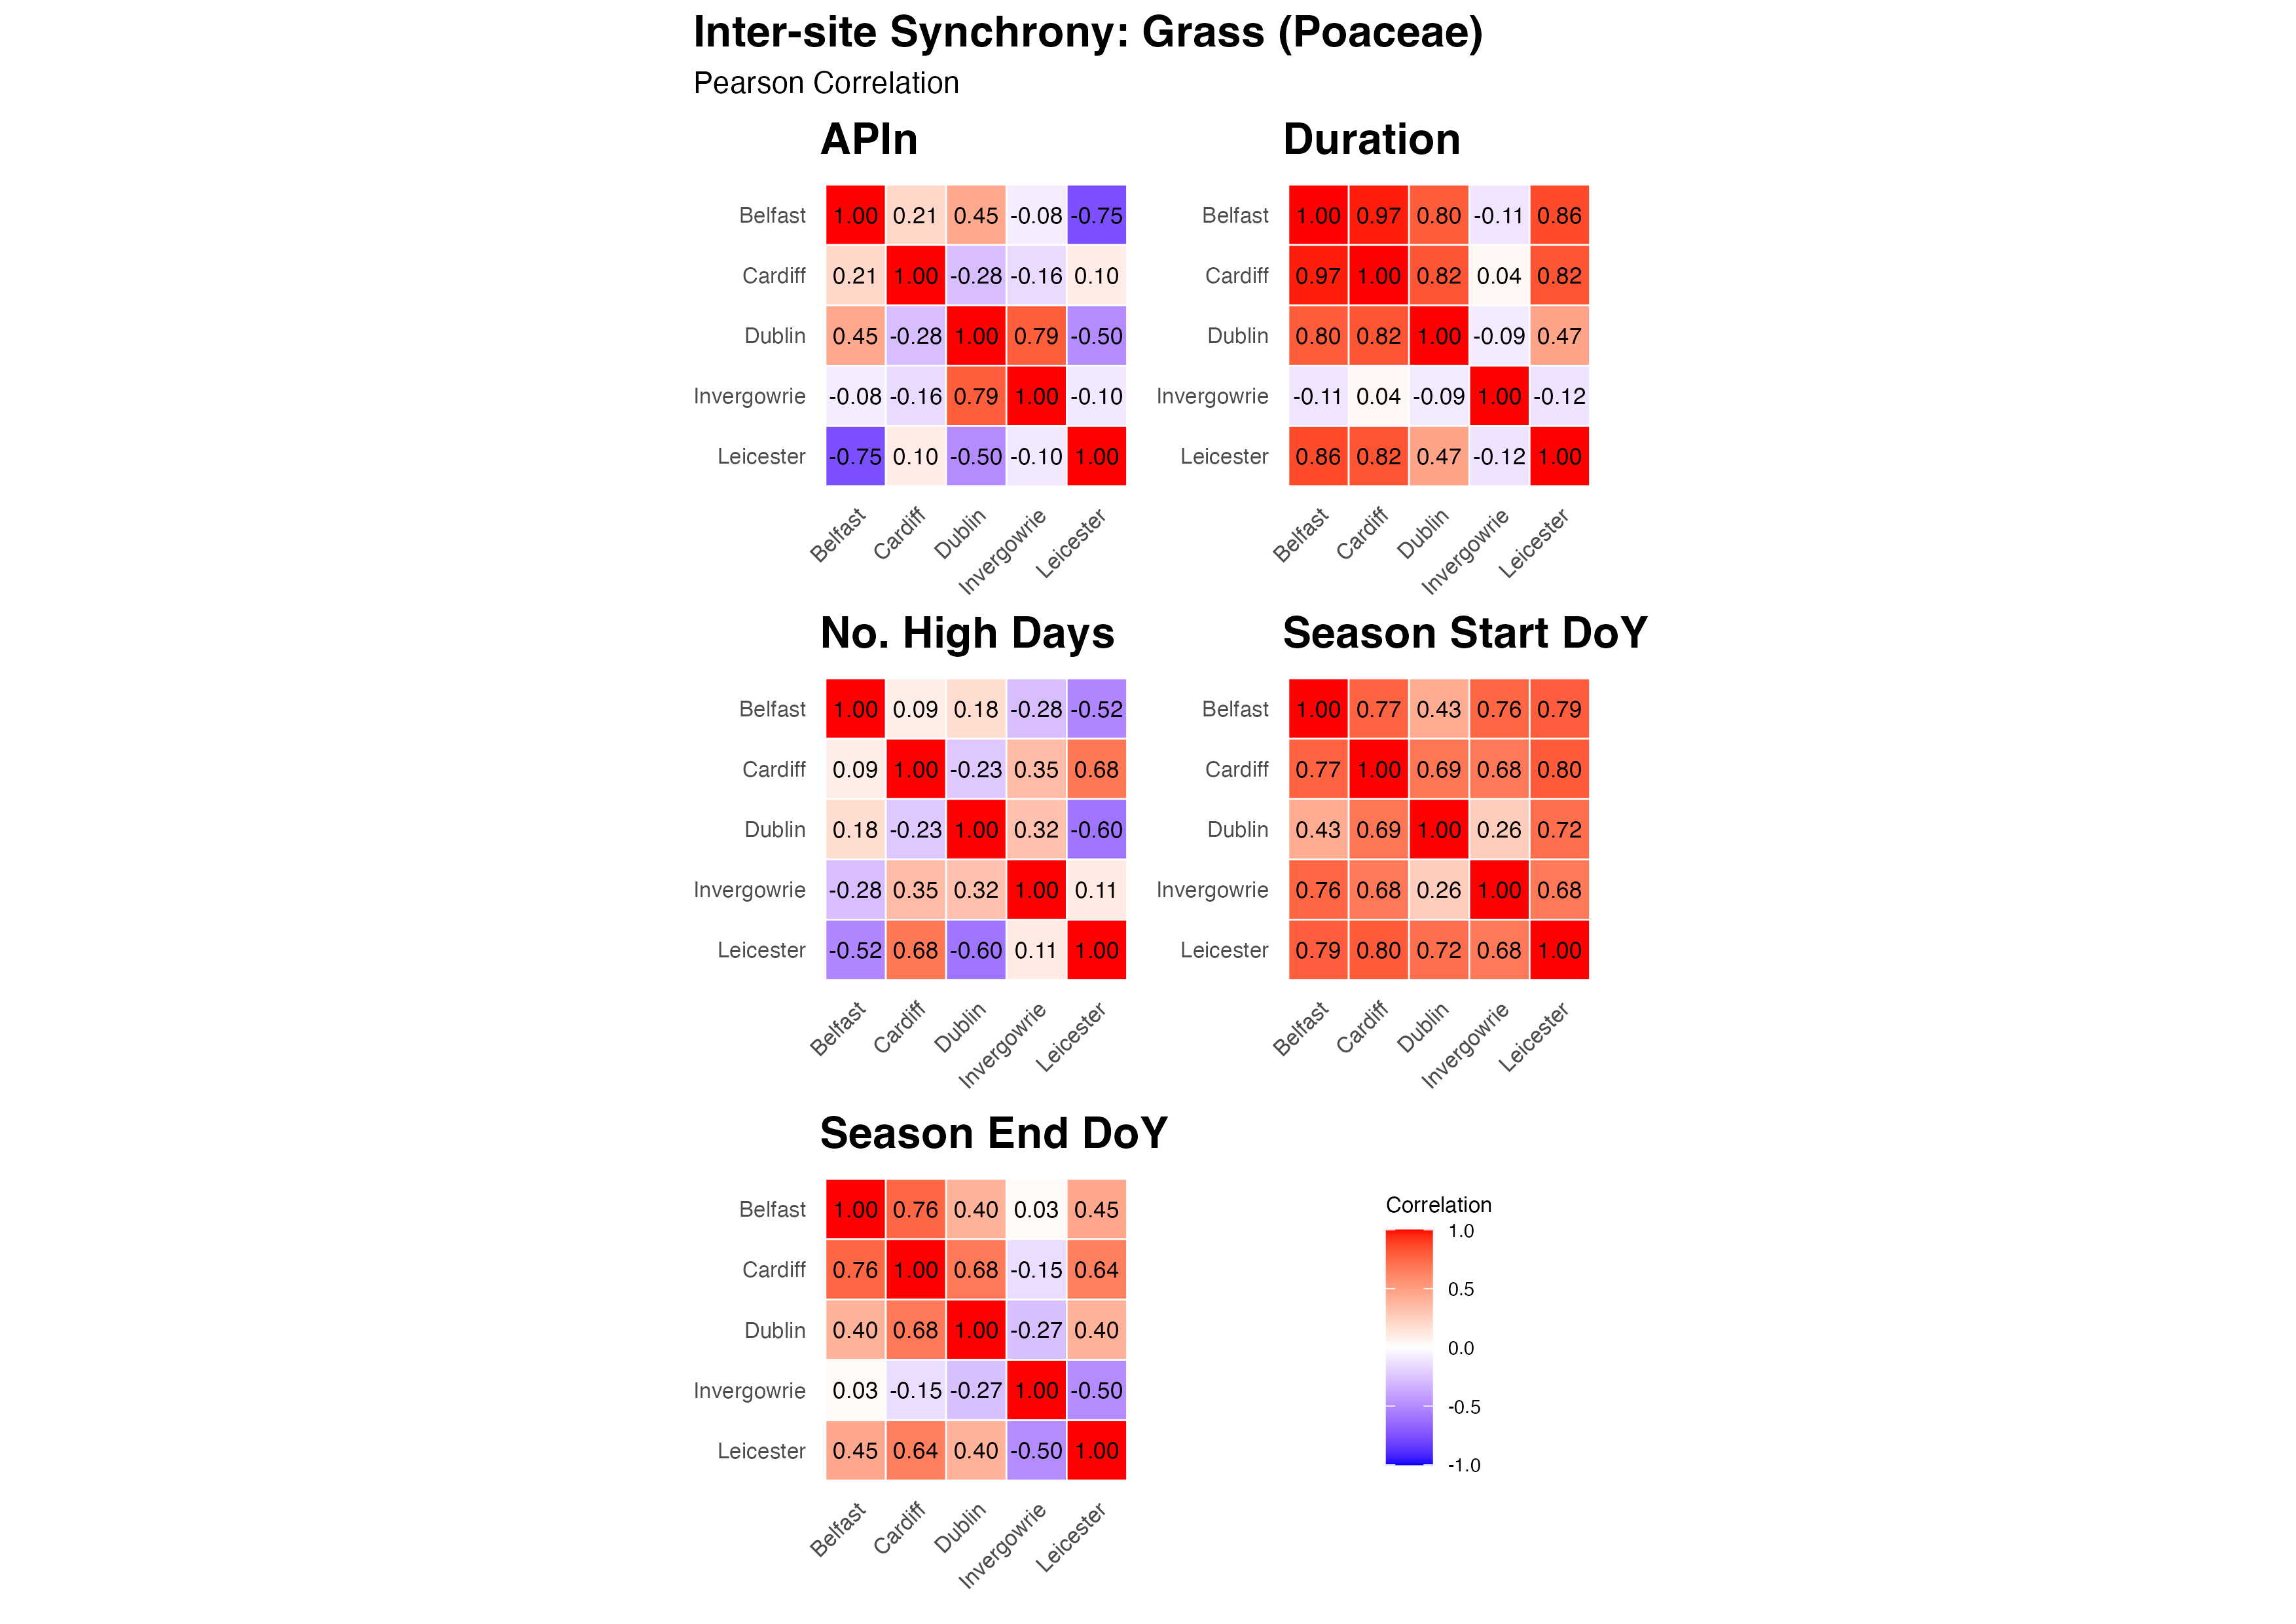 Inter-site Synchrony: Grass (Poaceae)
Pearson Correlation
APIn
Belfast 1.00 0.21 0.45 -0.08 -0.75
Cardiff 0.21 1.00 -0.28 -0.16 0.10
Dublin 0.45 -0.28 1.00 0.79 -0.50
Invergowrie -0.08 -0.16 0.79 1.00 -0.10
Leicester -0.75 0.10 -0.50 -0.10 1.00
Belfast Cardiff Dublin Invergowrie Leicester
Duration
Belfast 1.00 0.97 0.80 -0.11 0.86
Cardiff 0.97 1.00 0.82 0.04 0.82
Dublin 0.80 0.82 1.00 -0.09 0.47
Invergowrie -0.11 0.04 -0.09 1.00 -0.12
Leicester 0.86 0.82 0.47 -0.12 1.00
Belfast Cardiff Dublin Invergowrie Leicester
No. High Days
Belfast 1.00 0.09 0.18 -0.28 -0.52
Cardiff 0.09 1.00 -0.23 0.35 0.68
Dublin 0.18 -0.23 1.00 0.32 -0.60
Invergowrie -0.28 0.35 0.32 1.00 0.11
Leicester -0.52 0.68 -0.60 0.11 1.00
Belfast Cardiff Dublin Invergowrie Leicester
Season Start DoY
Belfast 1.00 0.77 0.43 0.76 0.79
Cardiff 0.77 1.00 0.69 0.68 0.80
Dublin 0.43 0.69 1.00 0.26 0.72
Invergowrie 0.76 0.68 0.26 1.00 0.68
Leicester 0.79 0.80 0.72 0.68 1.00
Belfast Cardiff Dublin Invergowrie Leicester
Season End DoY
Belfast 1.00 0.76 0.40 0.03 0.45
Cardiff 0.76 1.00 0.68 -0.15 0.64
Dublin 0.40 0.68 1.00 -0.27 0.40
Invergowrie 0.03 -0.15 -0.27 1.00 -0.50
Leicester 0.45 0.64 0.40 -0.50 1.00
Belfast Cardiff Dublin Invergowrie Leicester
Correlation
1.0
0.5
0.0
-0.5
-1.0